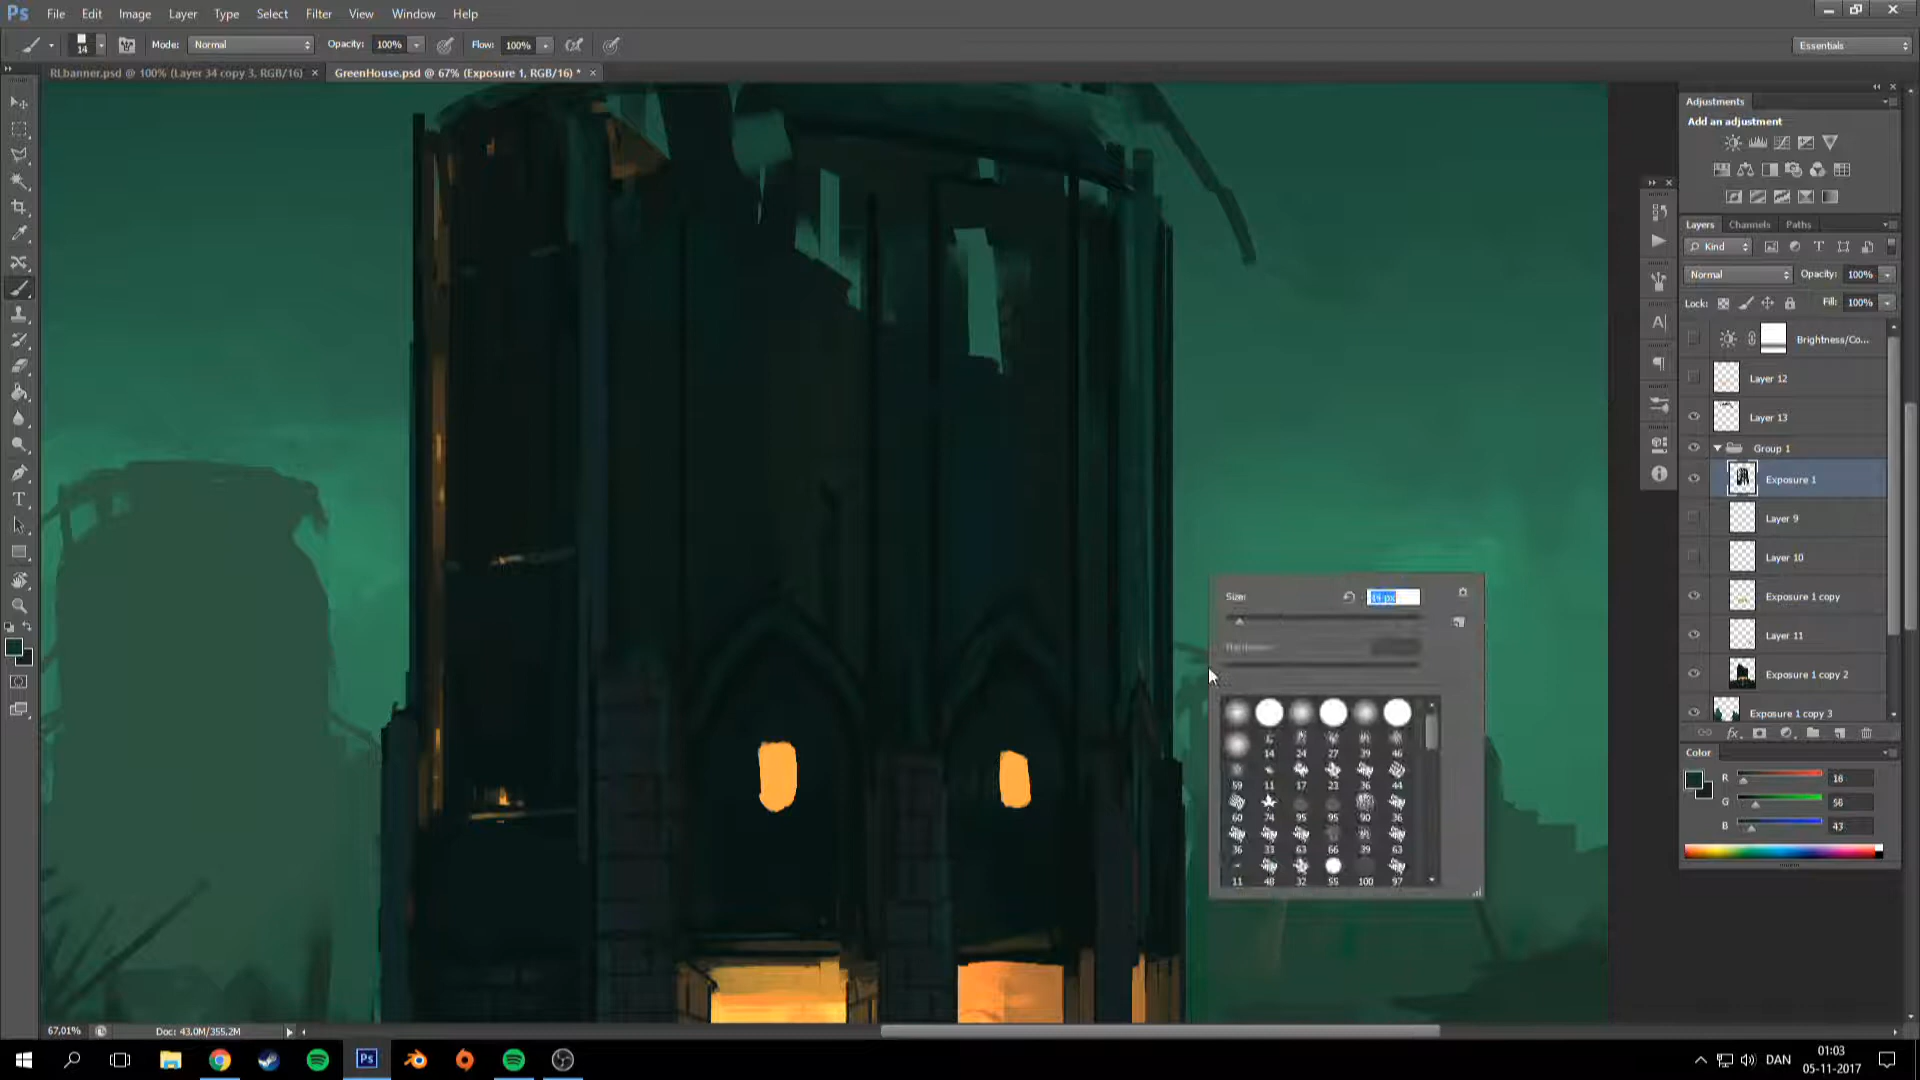 Ps File Edit Image Layer Type Select Filter View Window Help
14 Mode: Normal Opacity: 100% Flow: 100% Essentials
RLbanner.psd @ 100% (Layer 34 copy 3, RGB/16) × GreenHouse.psd @ 67% (Exposure 1, RGB/16) * ×
Adjustments
Add an adjustment
Layers Channels Paths
Kind
Normal Opacity: 100%
Lock: Fill: 100%
Brightness/Co...
Layer 12
Layer 13
Group 1
Exposure 1
Layer 9
Layer 10
Exposure 1 copy
Layer 11
Exposure 1 copy 2
Exposure 1 copy 3
Size: 14 px
Hardness:
14 24 27 39 46
59 11 17 23 36 44
60 74 95 95 90 36
36 33 63 66 39 63
11 48 32 55 100 97
Color
R 16
G 56
B 43
67,01% Doc: 43,0M/355,2M
DAN
01:03
05-11-2017